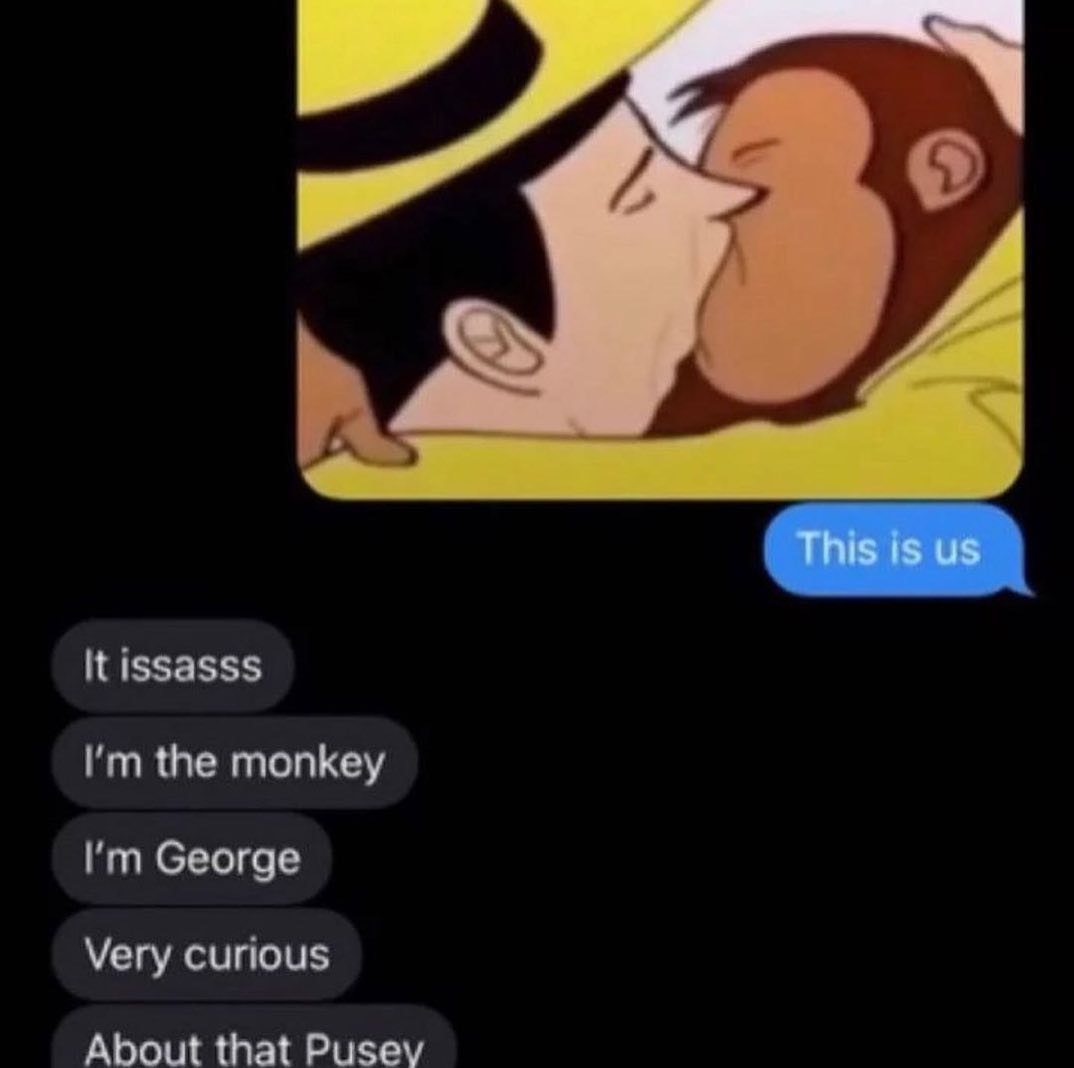 This is us
It issasss
I'm the monkey
I'm George
Very curious
About that Pusey